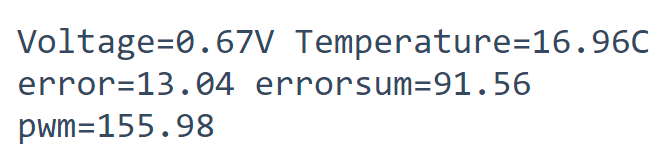 Voltage=0.67V Temperature=16.96C
error=13.04 errorsum=91.56
pwm=155.98